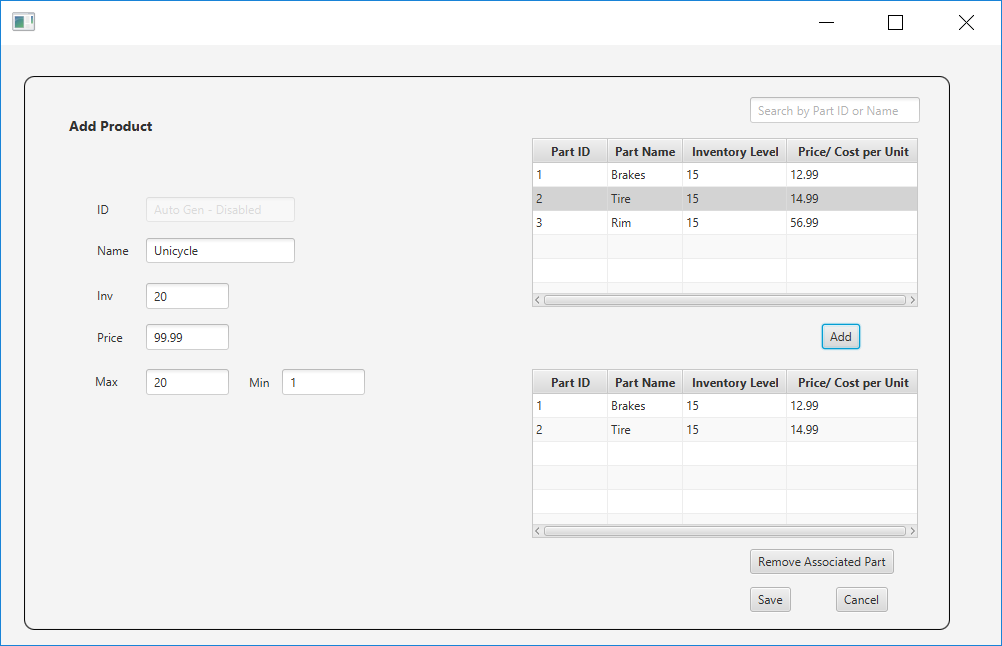 Add Product
ID Auto Gen - Disabled
Name Unicycle
Inv 20
Price 99.99
Max 20 Min 1
Search by Part ID or Name
Part ID Part Name Inventory Level Price/ Cost per Unit
1 Brakes 15 12.99
2 Tire 15 14.99
3 Rim 15 56.99
Add
Part ID Part Name Inventory Level Price/ Cost per Unit
1 Brakes 15 12.99
2 Tire 15 14.99
Remove Associated Part
Save Cancel